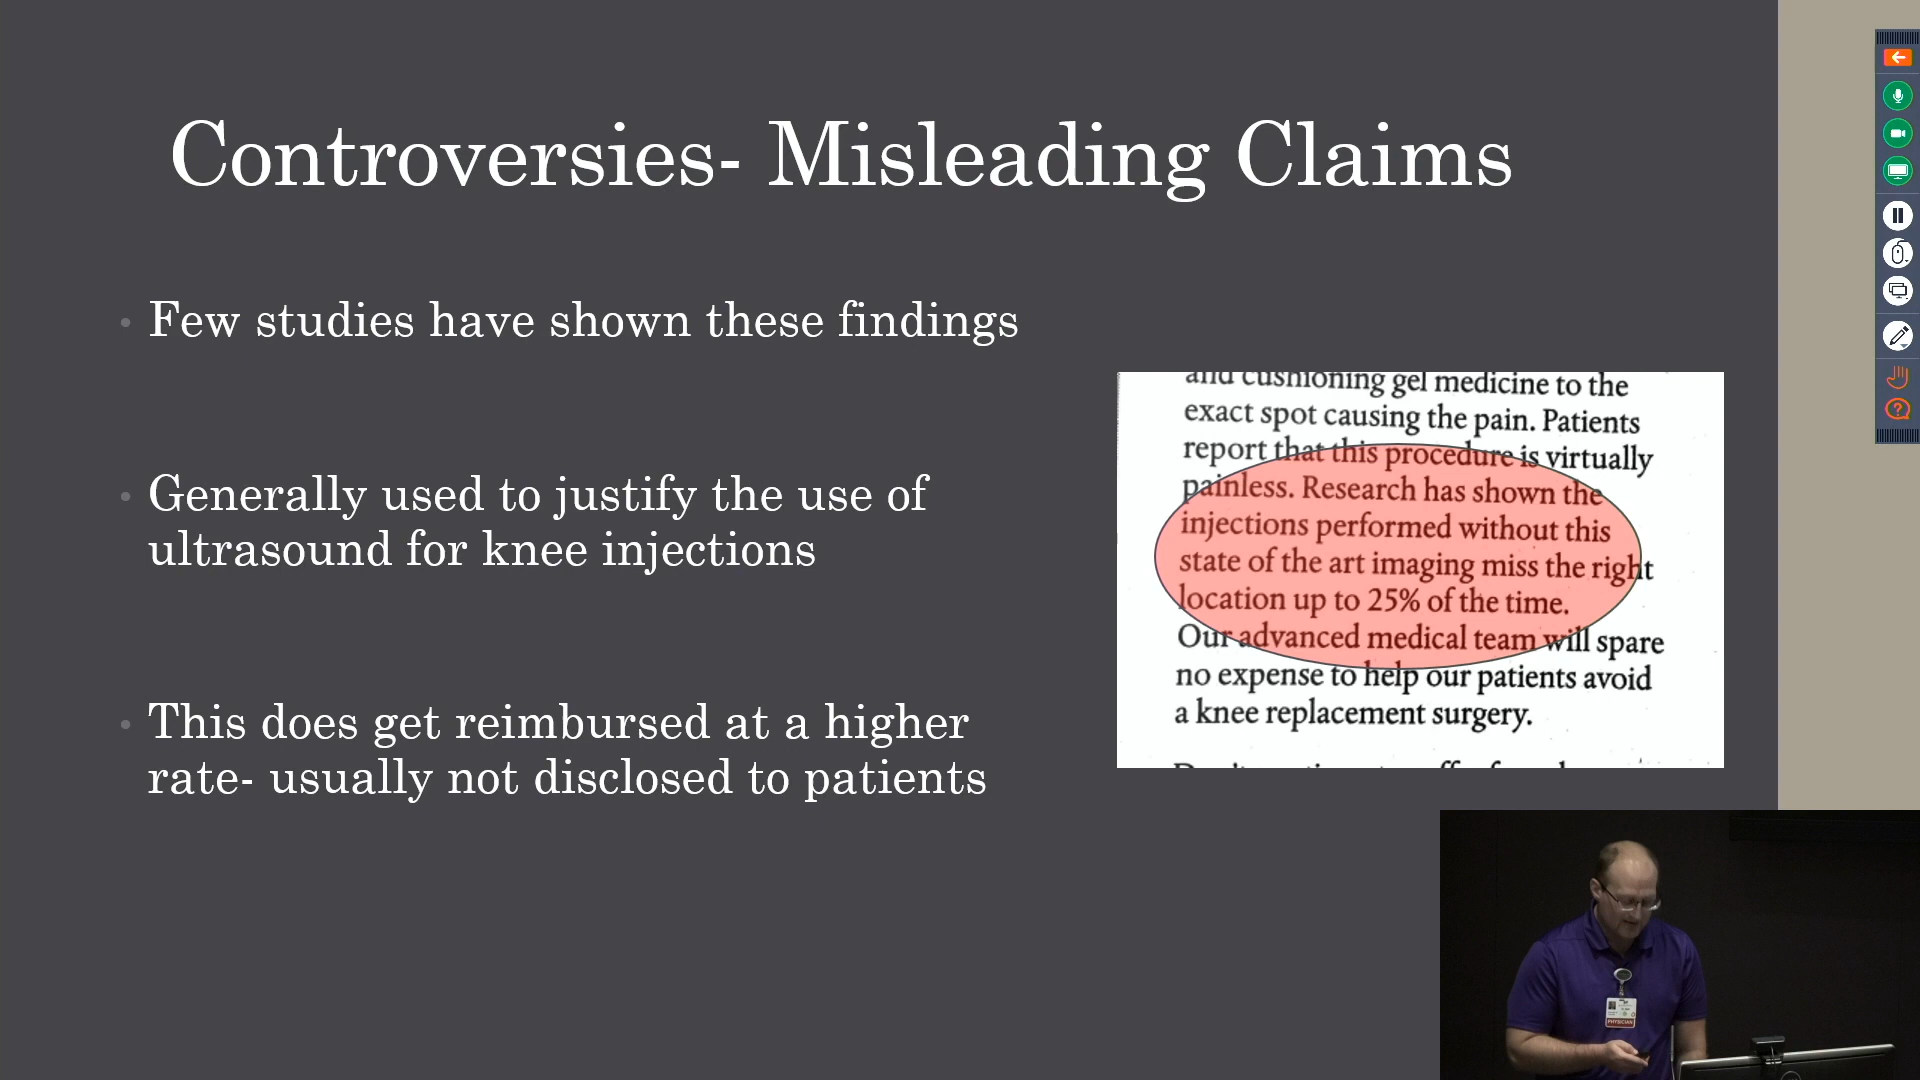 Controversies- Misleading Claims
Few studies have shown these findings
Generally used to justify the use of
ultrasound for knee injections
This does get reimbursed at a higher
rate- usually not disclosed to patients
and cushioning gel medicine to the
exact spot causing the pain. Patients
report that this procedure is virtually
painless. Research has shown the
injections performed without this
state of the art imaging miss the right
location up to 25% of the time.
Our advanced medical team will spare
no expense to help our patients avoid
a knee replacement surgery.
PHYSICIAN